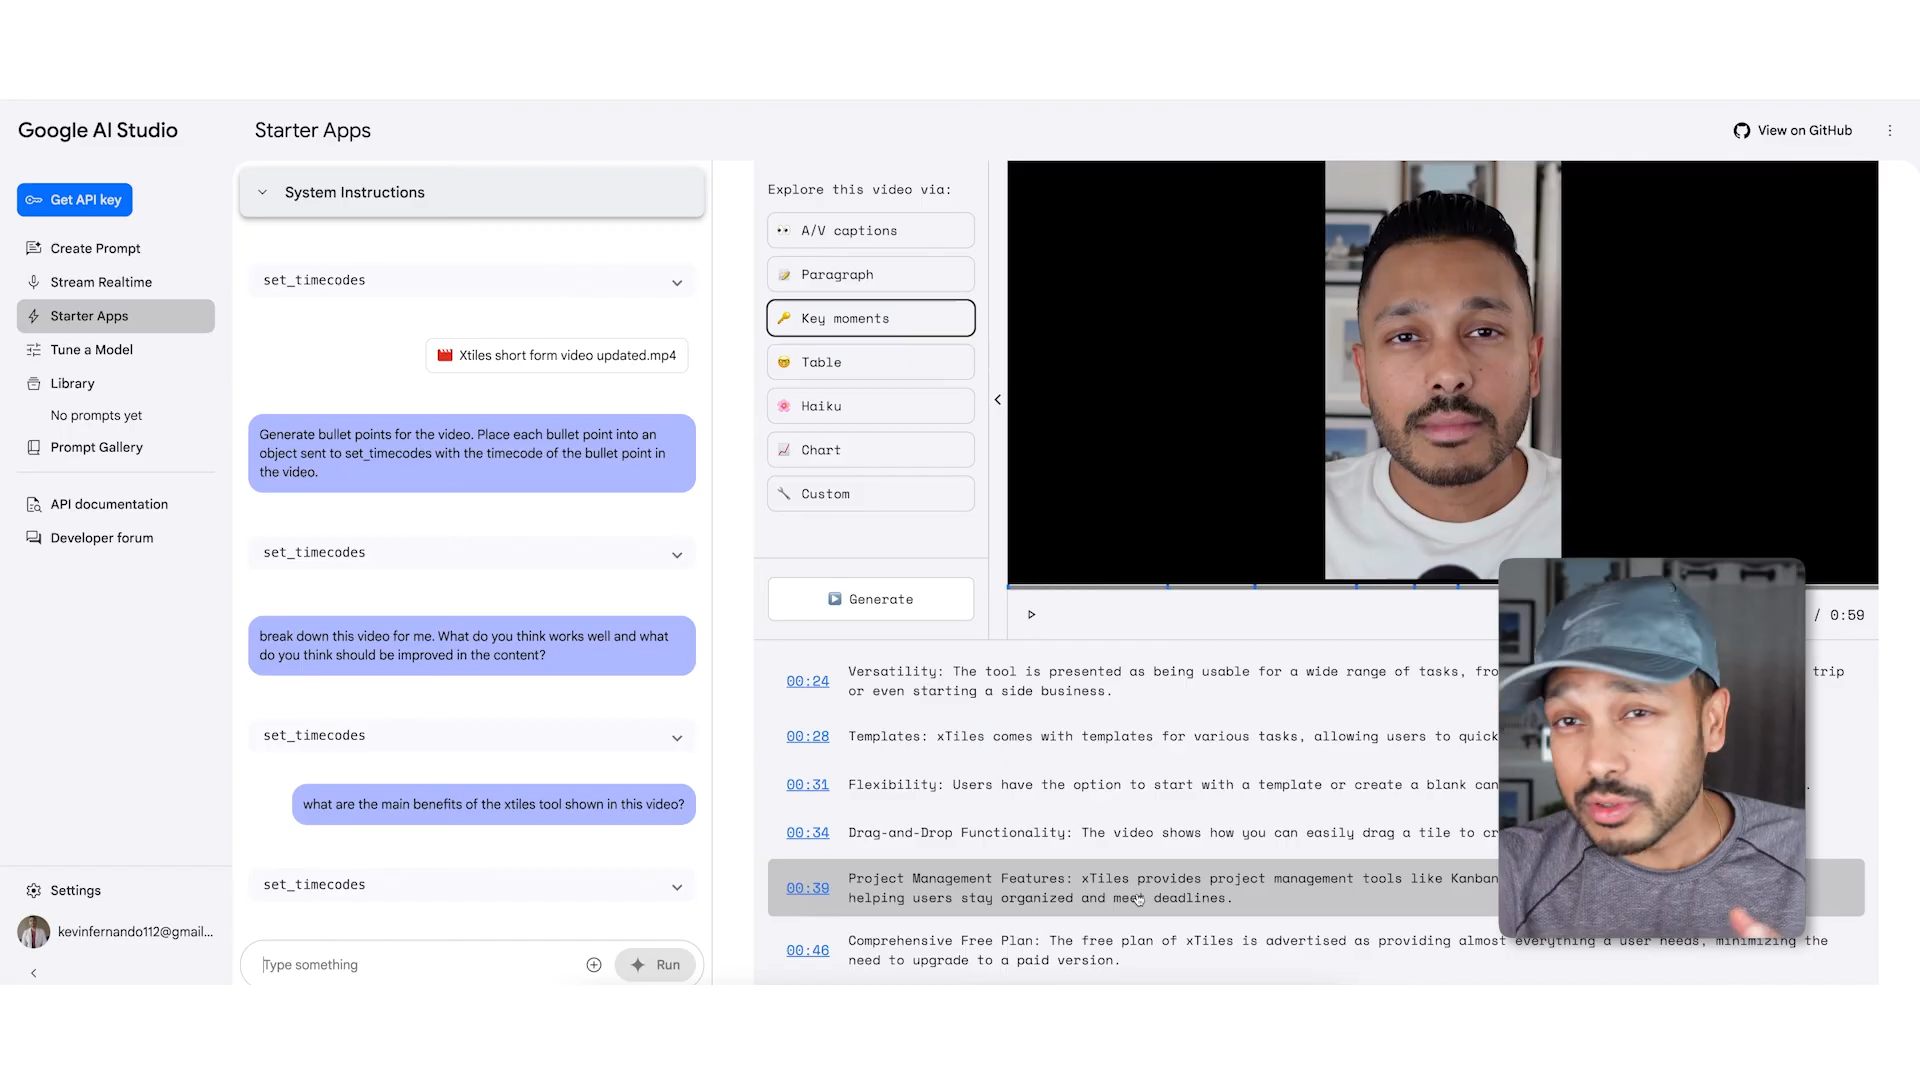 Google AI Studio
Starter Apps
View on GitHub
Get API key
Create Prompt
Stream Realtime
Starter Apps
Tune a Model
Library
No prompts yet
Prompt Gallery
API documentation
Developer forum
Settings
kevinfernando112@gmail...
System Instructions
set_timecodes
Xtiles short form video updated.mp4
Generate bullet points for the video. Place each bullet point into an
object sent to set_timecodes with the timecode of the bullet point in
the video.
set_timecodes
break down this video for me. What do you think works well and what
do you think should be improved in the content?
set_timecodes
what are the main benefits of the xtiles tool shown in this video?
set_timecodes
Type something
Run
Explore this video via:
A/V captions
Paragraph
Key moments
Table
Haiku
Chart
Custom
Generate
/ 0:59
00:24 Versatility: The tool is presented as being usable for a wide range of tasks, fro trip
or even starting a side business.
00:28 Templates: xTiles comes with templates for various tasks, allowing users to quick
00:31 Flexibility: Users have the option to start with a template or create a blank can
00:34 Drag-and-Drop Functionality: The video shows how you can easily drag a tile to cr
00:39 Project Management Features: xTiles provides project management tools like Kanban
helping users stay organized and meet deadlines.
00:46 Comprehensive Free Plan: The free plan of xTiles is advertised as providing almost everything a user needs, minimizing the
need to upgrade to a paid version.